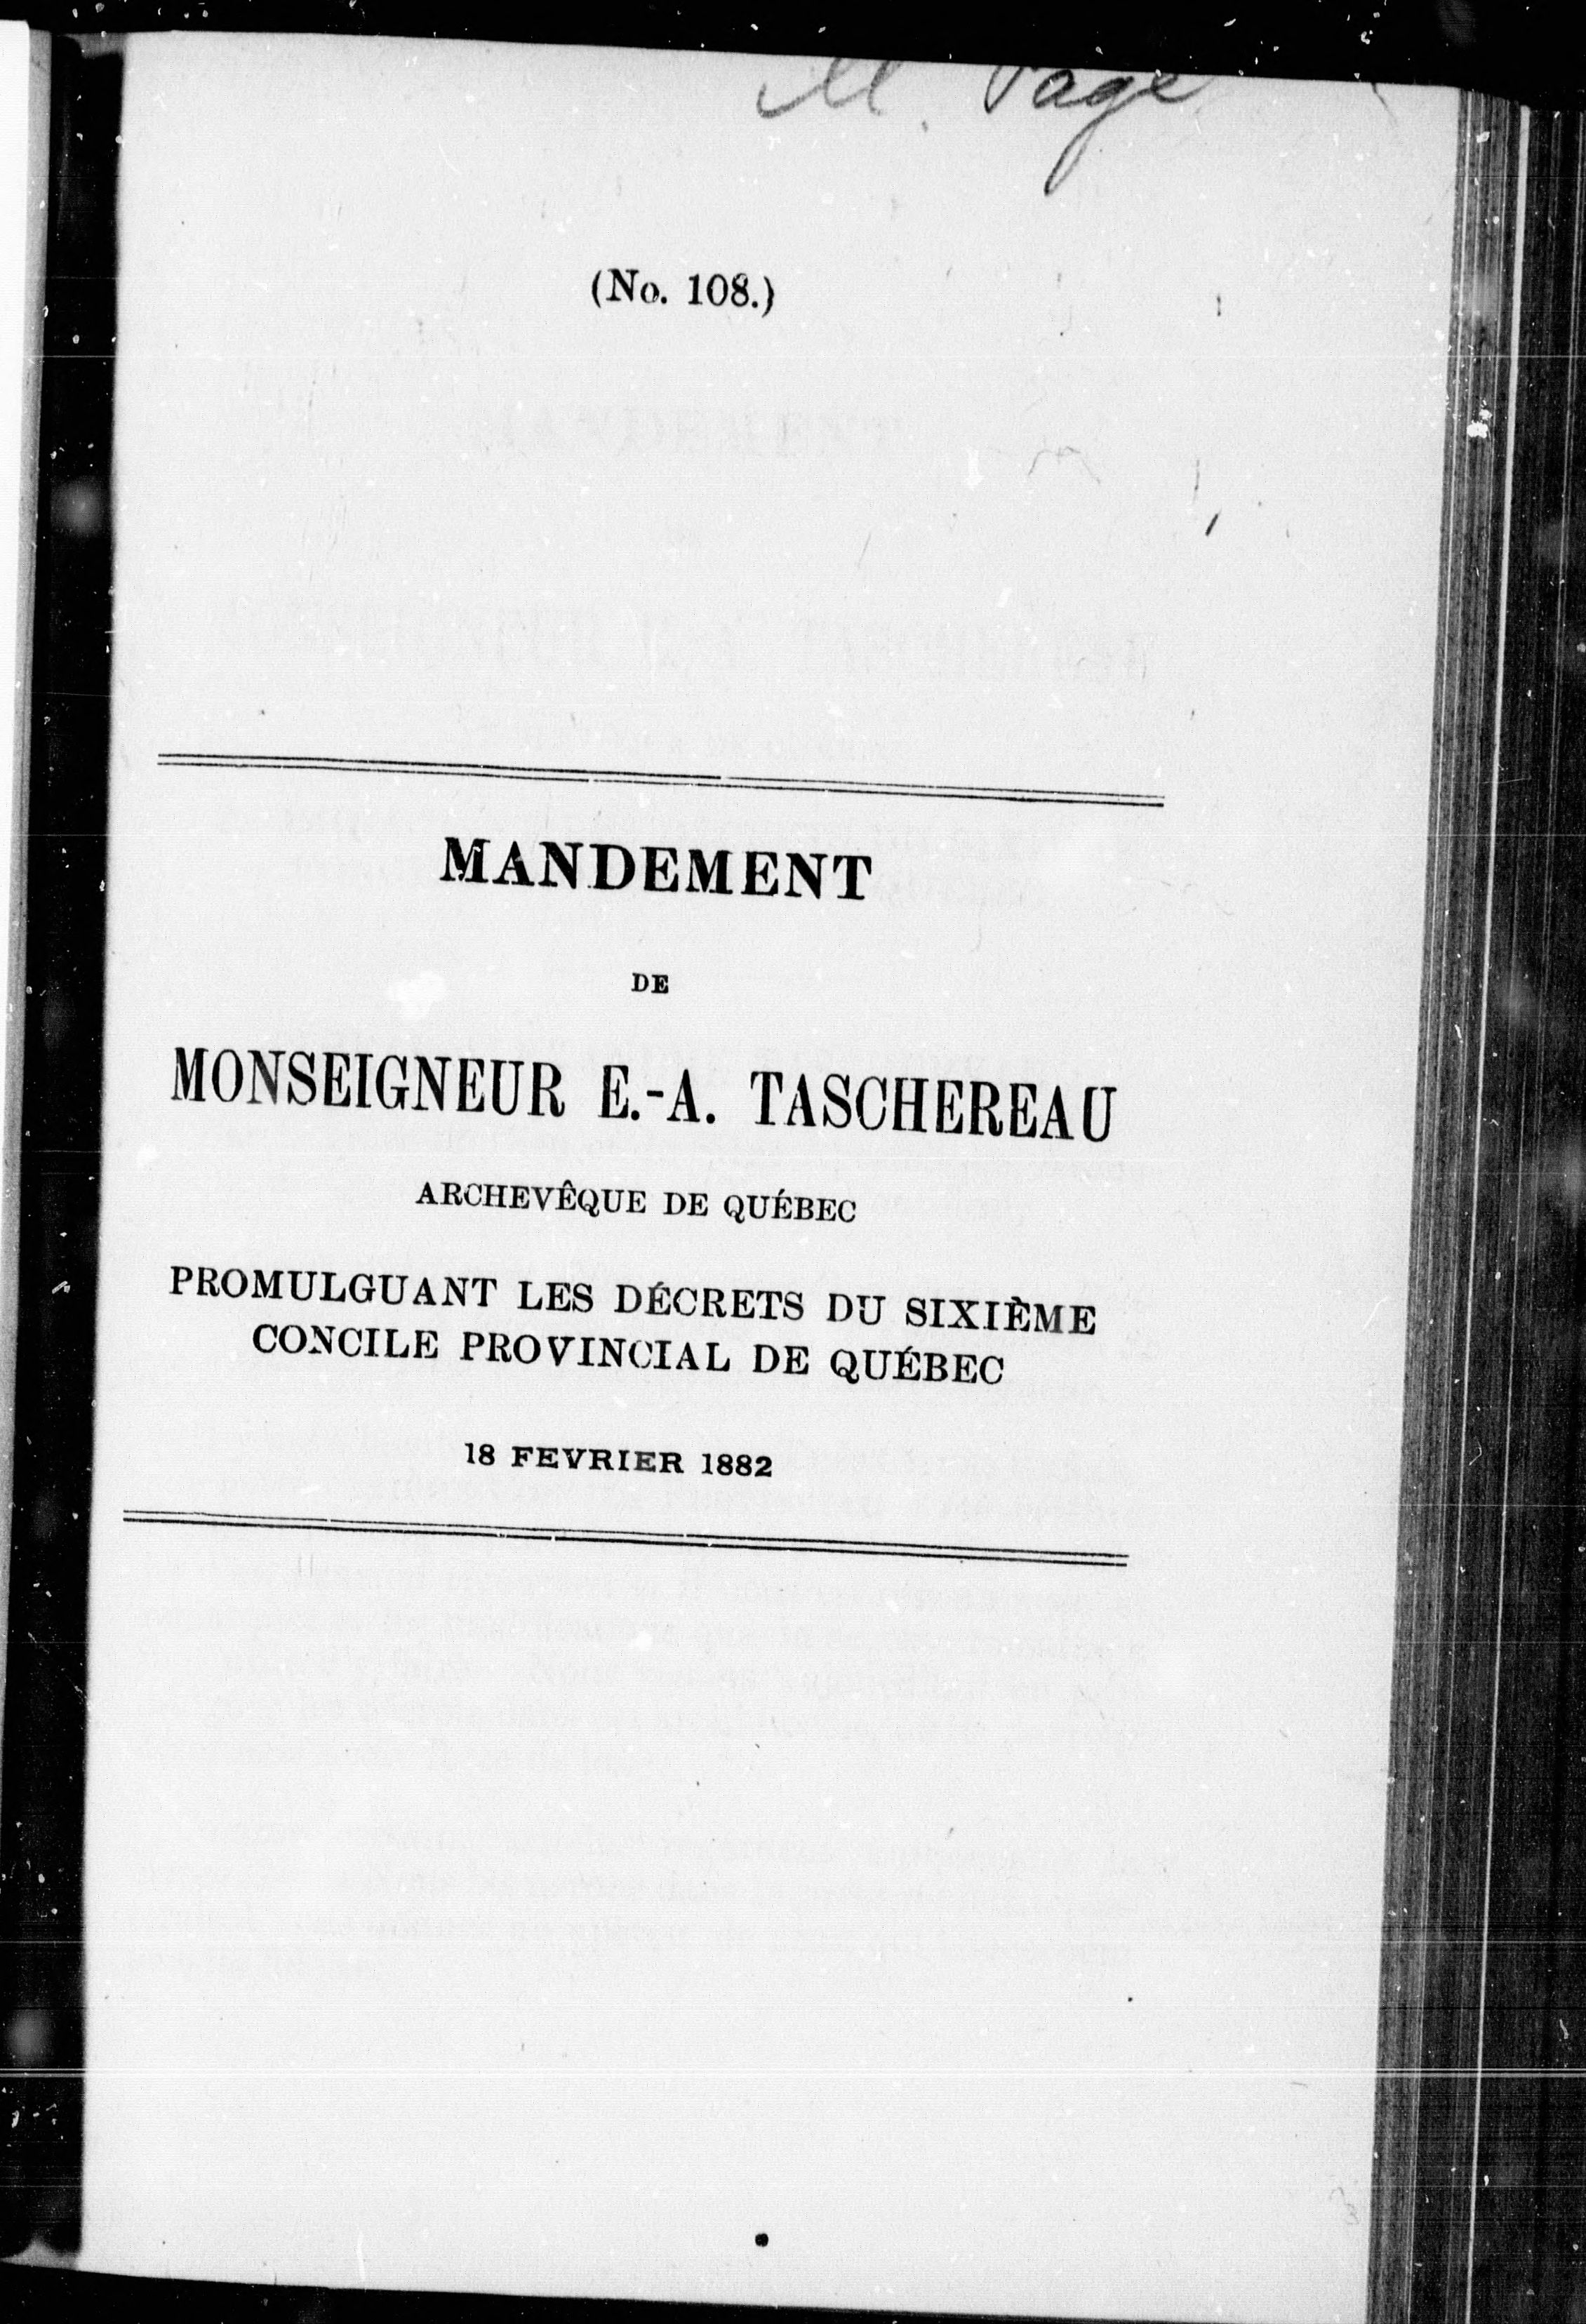 M. Page
(No. 108.)
MANDEMENT
DE
MONSEIGNEUR E.-A. TASCHEREAU
ARCHEVÊQUE DE QUÉBEC
PROMULGUANT LES DÉCRETS DU SIXIÈME
CONCILE PROVINCIAL DE QUÉBEC
18 FEVRIER 1882